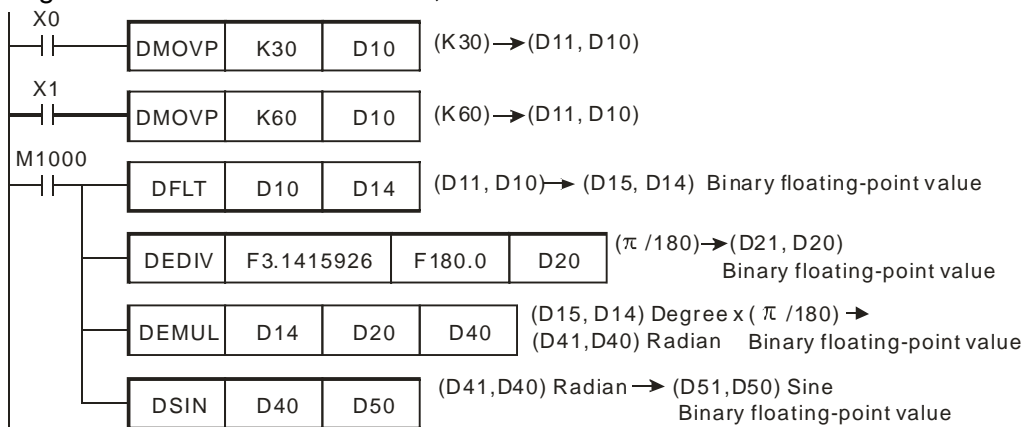 X0
DMOVP K30 D10 (K30)→(D11, D10)
X1
DMOVP K60 D10 (K60)→(D11, D10)
M1000
DFLT D10 D14 (D11, D10)→ (D15, D14) Binary floating-point value
DEDIV F3.1415926 F180.0 D20 (π /180)→(D21, D20)
Binary floating-point value
DEMUL D14 D20 D40 (D15, D14) Degree x ( π /180) →
(D41,D40) Radian Binary floating-point value
DSIN D40 D50 (D41,D40) Radian → (D51,D50) Sine
Binary floating-point value